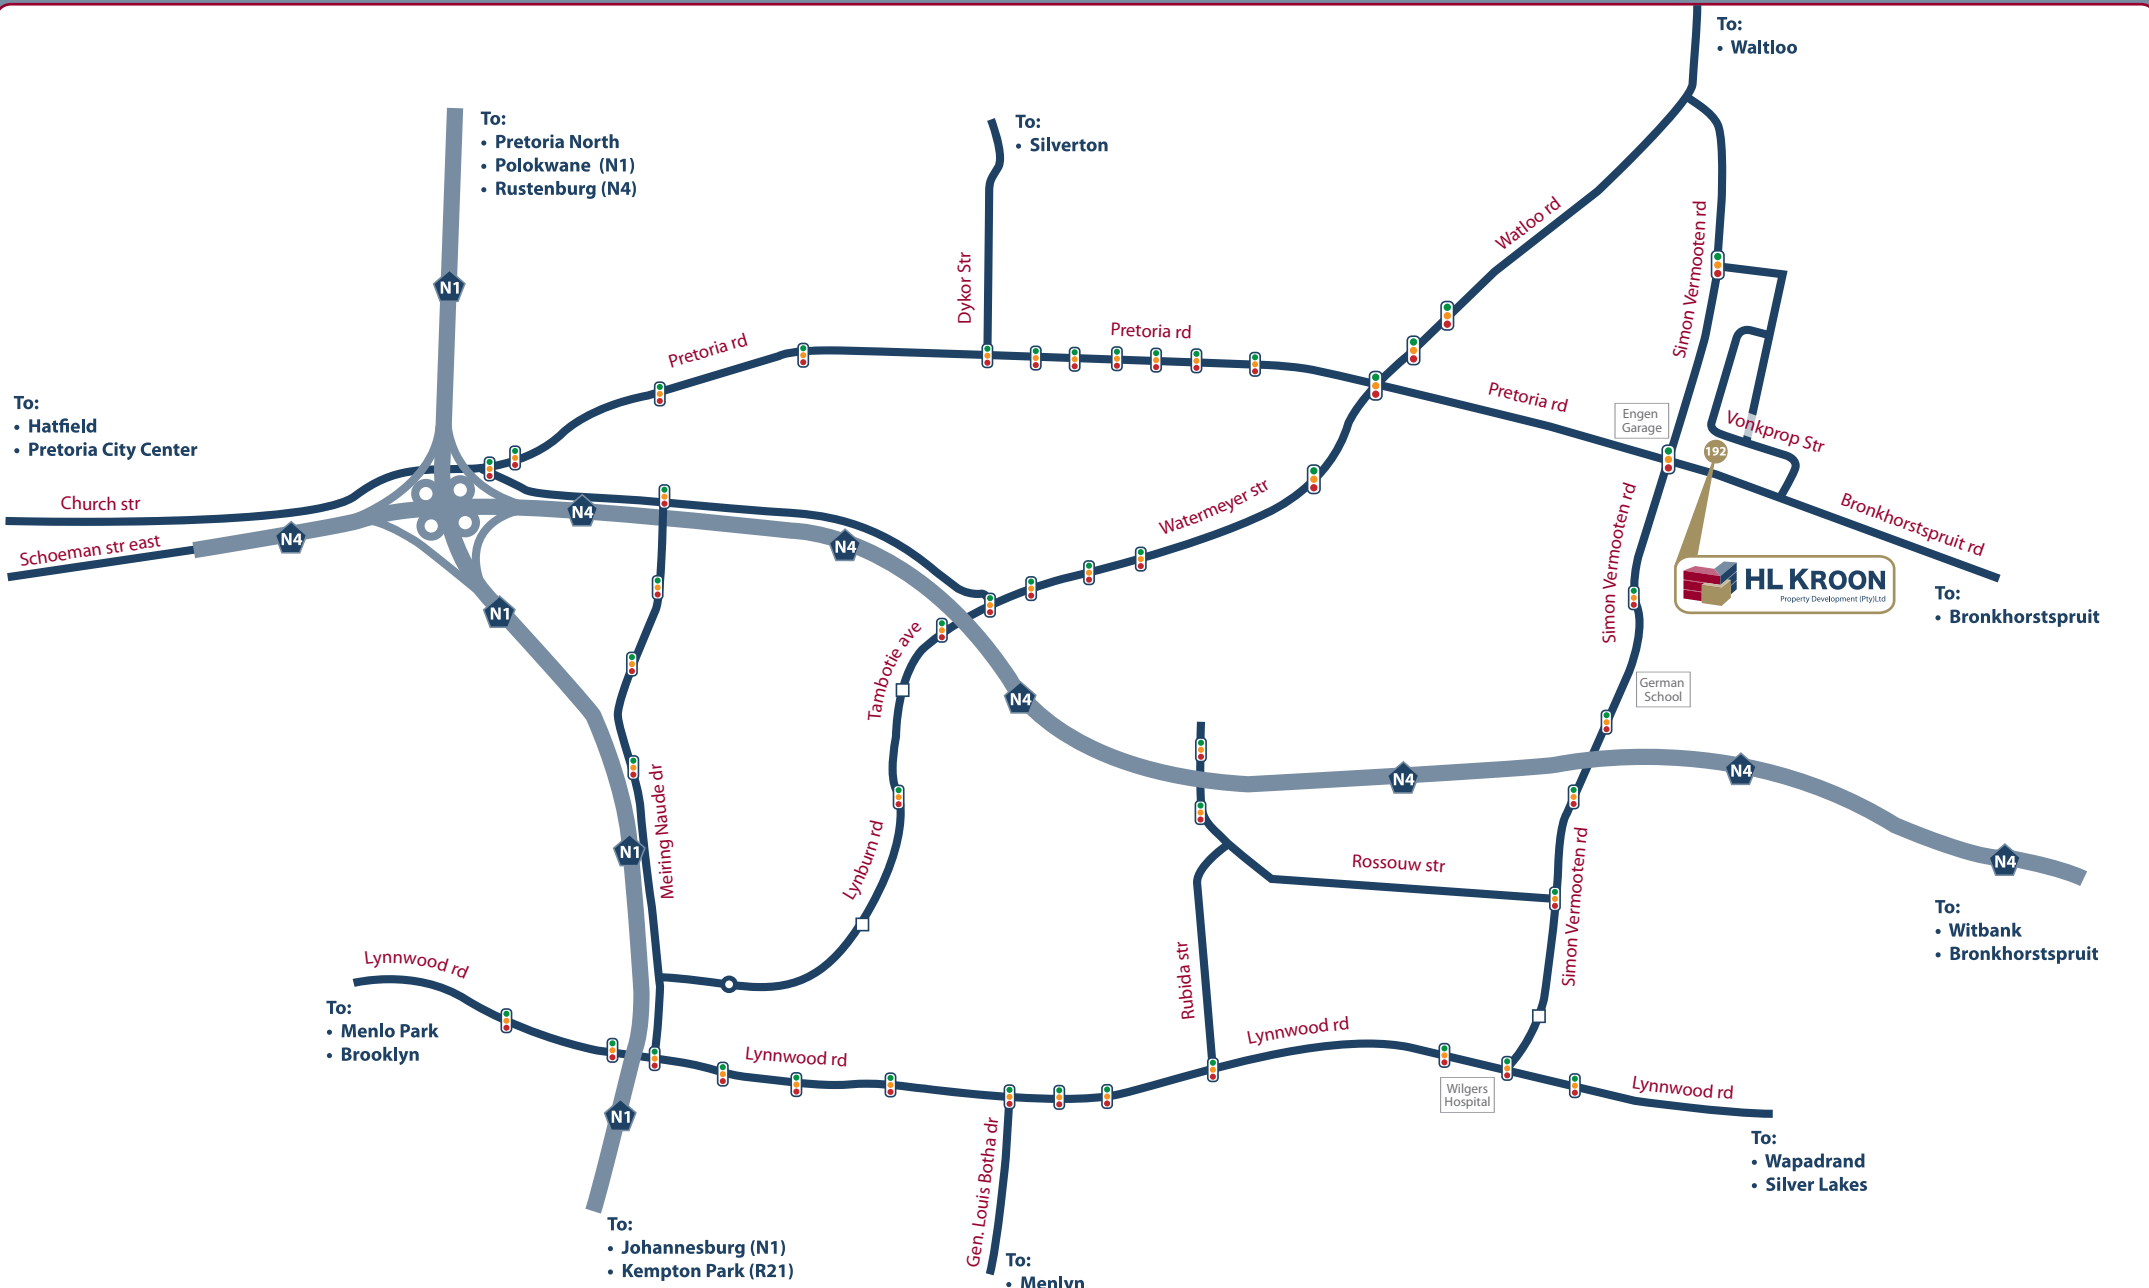 To:
• Waltloo
To:
• Pretoria North
• Polokwane (N1)
• Rustenburg (N4)
To:
• Silverton
Watloo rd
Simon Vermooten rd
N1
Dykor Str
Pretoria rd
Pretoria rd
Pretoria rd
Engen
Garage
Vonkprop Str
192
To:
• Hatfield
• Pretoria City Center
Church str
Schoeman str east
N4
N4
N4
Watermeyer str
Simon Vermooten rd
Bronkhorstspruit rd
HL KROON
Property Development (Pty)Ltd
To:
• Bronkhorstspruit
N1
Tambotie ave
N4
German
School
N4
N4
Meiring Naude dr
N1
Lynburn rd
Rossouw str
Simon Vermooten rd
N4
To:
• Witbank
• Bronkhorstspruit
Lynnwood rd
To:
• Menlo Park
• Brooklyn
Rubida str
Lynnwood rd
Lynnwood rd
Wilgers
Hospital
Lynnwood rd
N1
Gen. Louis Botha dr
To:
• Wapadrand
• Silver Lakes
To:
• Johannesburg (N1)
• Kempton Park (R21)
To:
• Menlyn